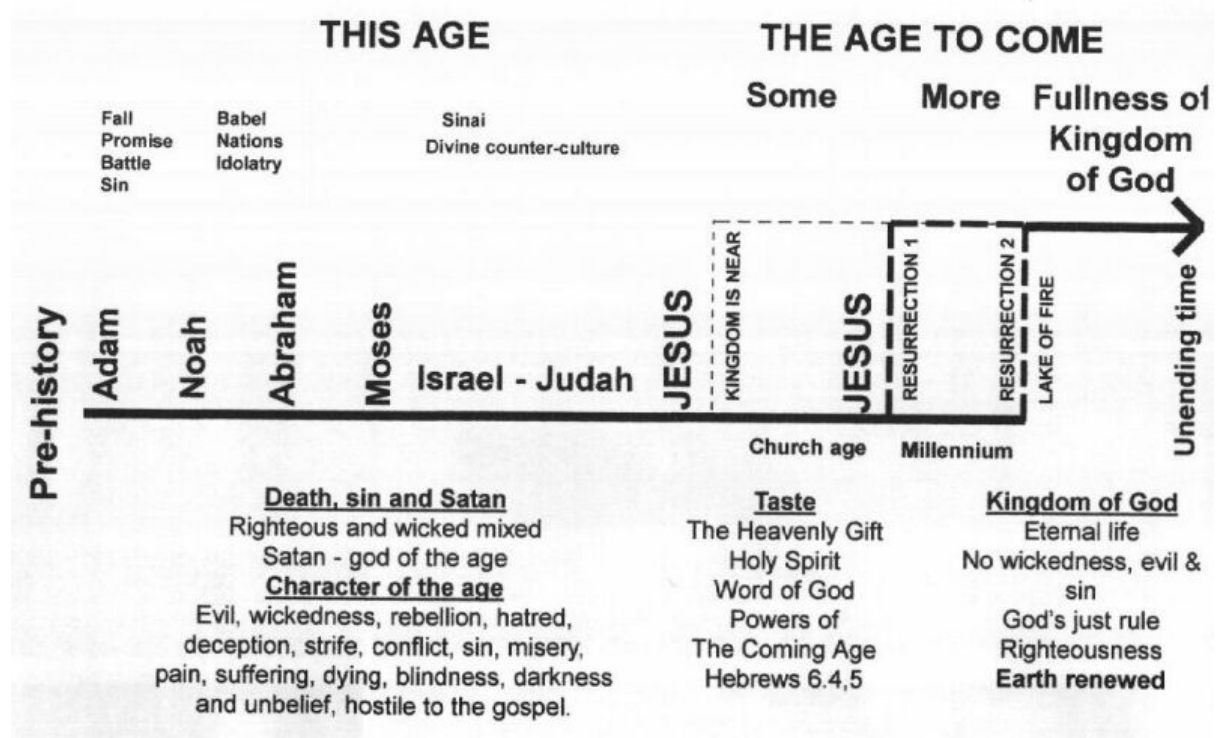 THIS AGE
THE AGE TO COME
Some
More
Fullness of
Kingdom
of God
Fall
Promise
Battle
Sin
Babel
Nations
Idolatry
Sinai
Divine counter-culture
Pre-history
Adam
Noah
Abraham
Moses
Israel - Judah
JESUS
KINGDOM IS NEAR
JESUS
RESURRECTION 1
RESURRECTION 2
LAKE OF FIRE
Unending time
Church age
Millennium
Death, sin and Satan
Righteous and wicked mixed
Satan - god of the age
Character of the age
Evil, wickedness, rebellion, hatred,
deception, strife, conflict, sin, misery,
pain, suffering, dying, blindness, darkness
and unbelief, hostile to the gospel.
Taste
The Heavenly Gift
Holy Spirit
Word of God
Powers of
The Coming Age
Hebrews 6.4,5
Kingdom of God
Eternal life
No wickedness, evil &
sin
God's just rule
Righteousness
Earth renewed